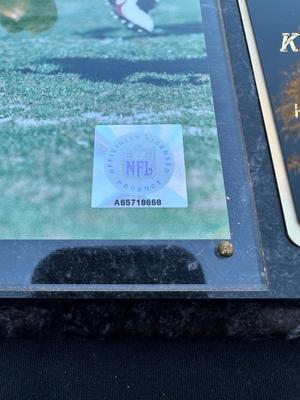 OFFICIALLY LICENSED
NFL
PRODUCT
A65718668
K
H